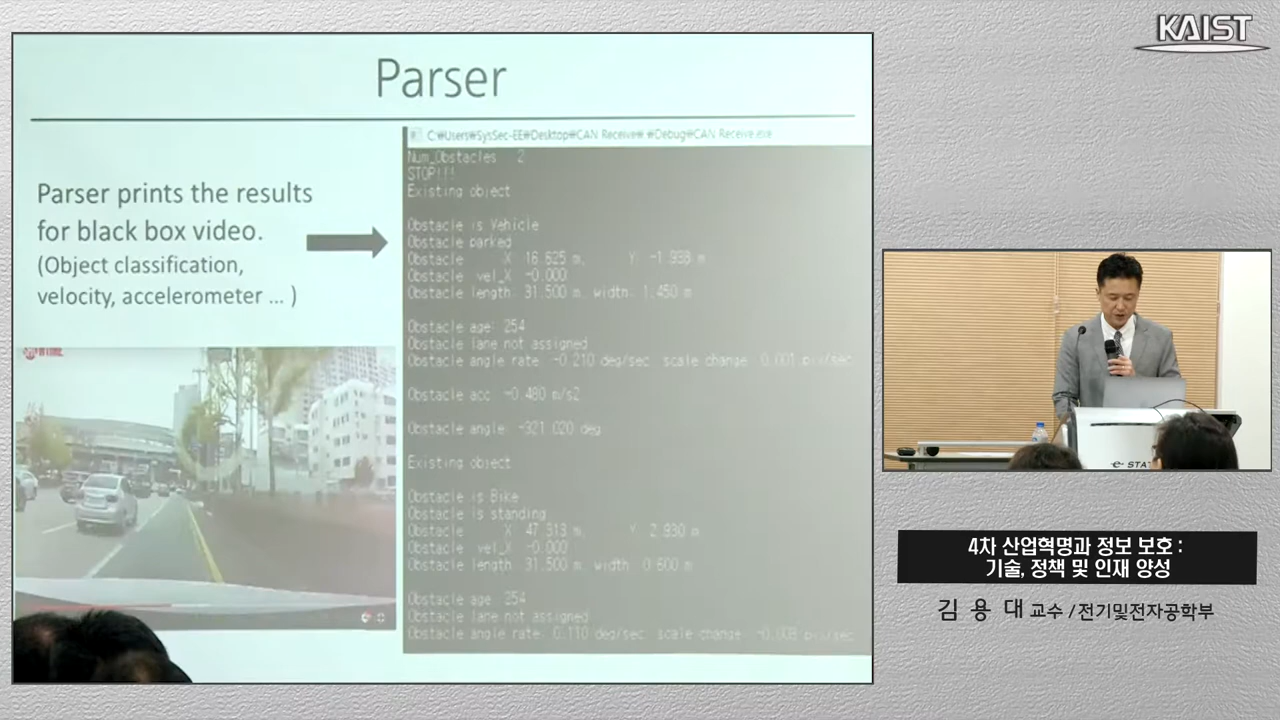 KAIST
Parser
Parser prints the results
for black box video.
(Object classification,
velocity, accelerometer ... )
C:₩Users₩SysSec-EE₩Desktop₩CAN Receive₩ ₩Debug₩CAN Receive.exe
Num_Obstacles 2
STOP!!!
Existing object
Obstacle is Vehicle
Obstacle parked
Obstacle X 16.625 m, Y -1.938 m
Obstacle vel_X -0.000
Obstacle length: 31.500 m, width: 1.450 m
Obstacle age: 254
Obstacle lane not assigned
Obstacle angle rate: -0.210 deg/sec, scale change: 0.001 pix/sec
Obstacle acc: -0.480 m/s2
Obstacle angle: -321.020 deg
Existing object
Obstacle is Bike
Obstacle is standing
Obstacle X 47.313 m, Y 2.930 m
Obstacle vel_X -0.000
Obstacle length: 31.500 m, width: 0.600 m
Obstacle age: 254
Obstacle lane not assigned
Obstacle angle rate: 0.110 deg/sec, scale change: -0.008 pix/sec
4차 산업혁명과 정보 보호 :
기술, 정책 및 인재 양성
김 용 대 교수 / 전기및전자공학부